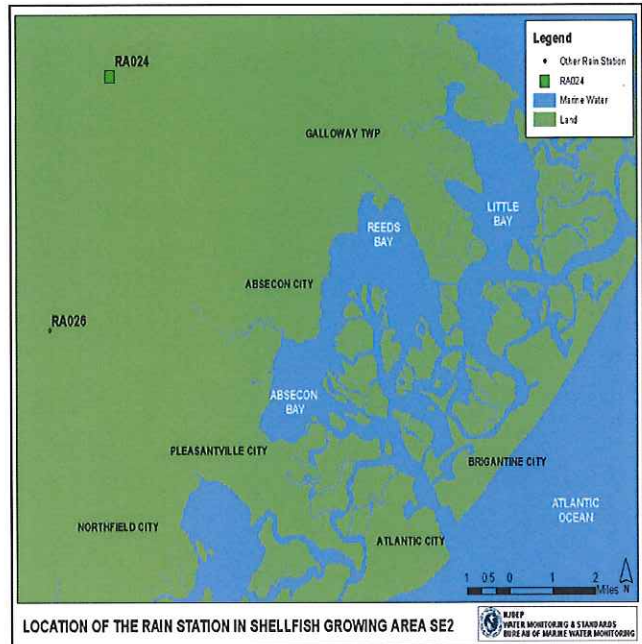 RA024
Legend
Other Rain Station
RA024
Marine Water
Land
GALLOWAY TWP
LITTLE
BAY
REEDS
BAY
ABSECON CITY
RA026
ABSECON
BAY
PLEASANTVILLE CITY
BRIGANTINE CITY
NORTHFIELD CITY
ATLANTIC
OCEAN
ATLANTIC CITY
1 0.5 0 1 2
Miles
N
LOCATION OF THE RAIN STATION IN SHELLFISH GROWING AREA SE2
NJDEP
WATER MONITORING & STANDARDS
BUREAU OF MARINE WATER MONITORING